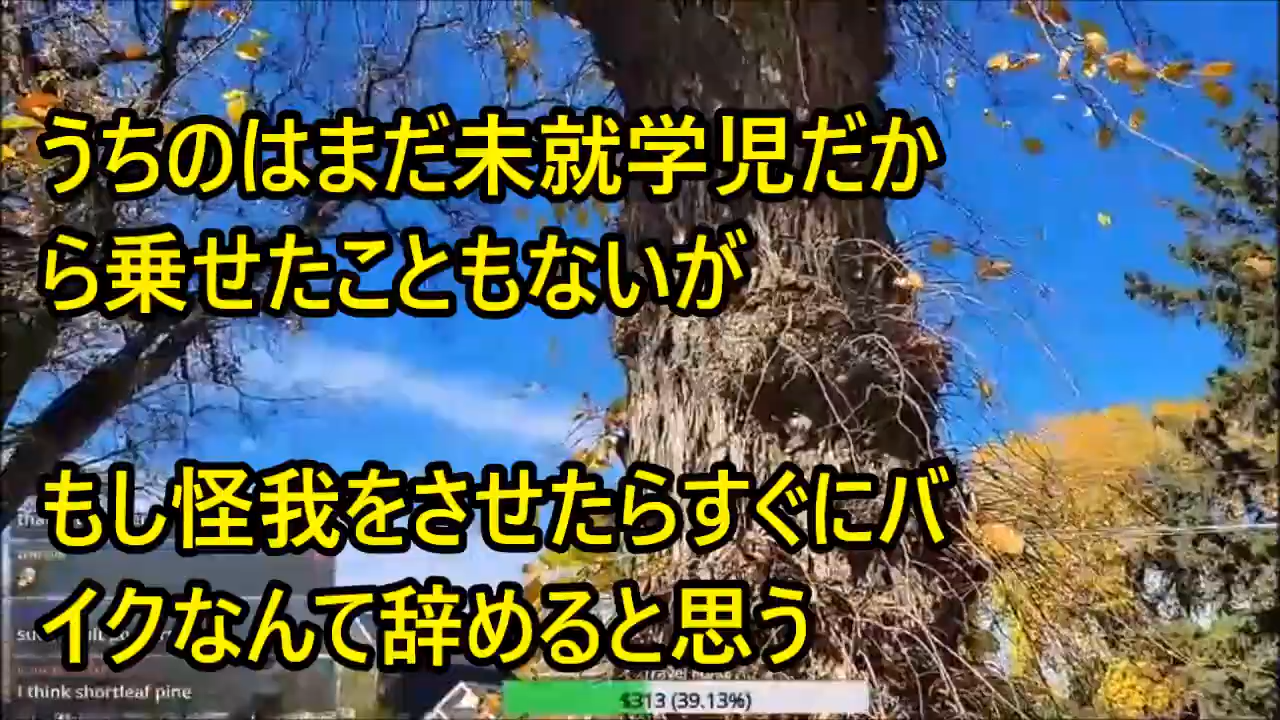 うちのはまだ未就学児だか
ら乗せたこともないが
もし怪我をさせたらすぐにバ
イクなんて辞めると思う
I think shortleaf pine
$313 (39.13%)